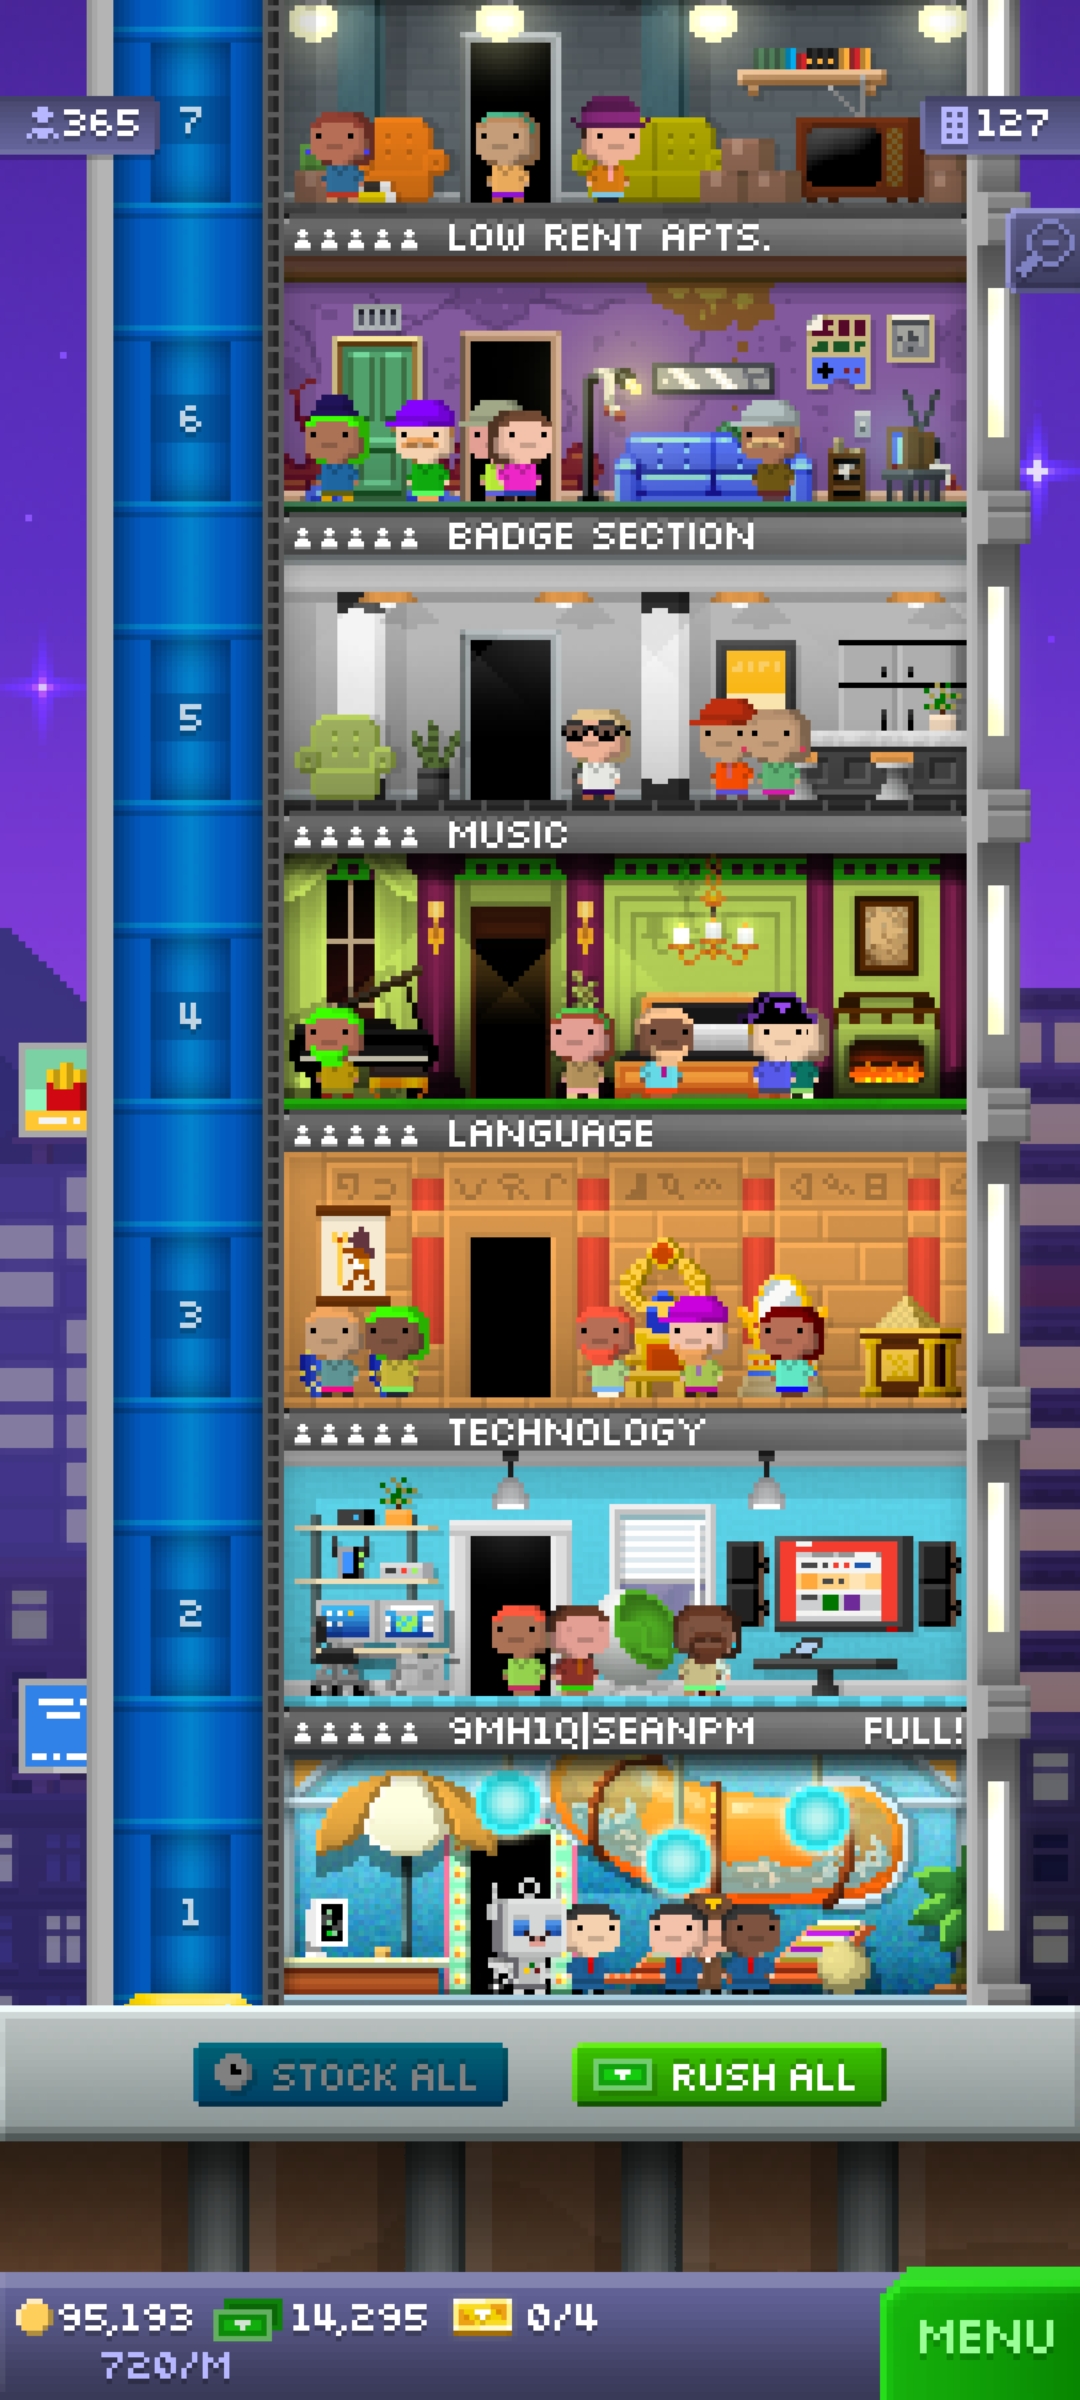 7
365
127
LOW RENT APTS.
6
BADGE SECTION
5
MUSIC
4
LANGUAGE
3
TECHNOLOGY
2
9MH1Q|SEANPM FULL!
1
STOCK ALL
RUSH ALL
95,193
14,295
0/4
720/M
MENU